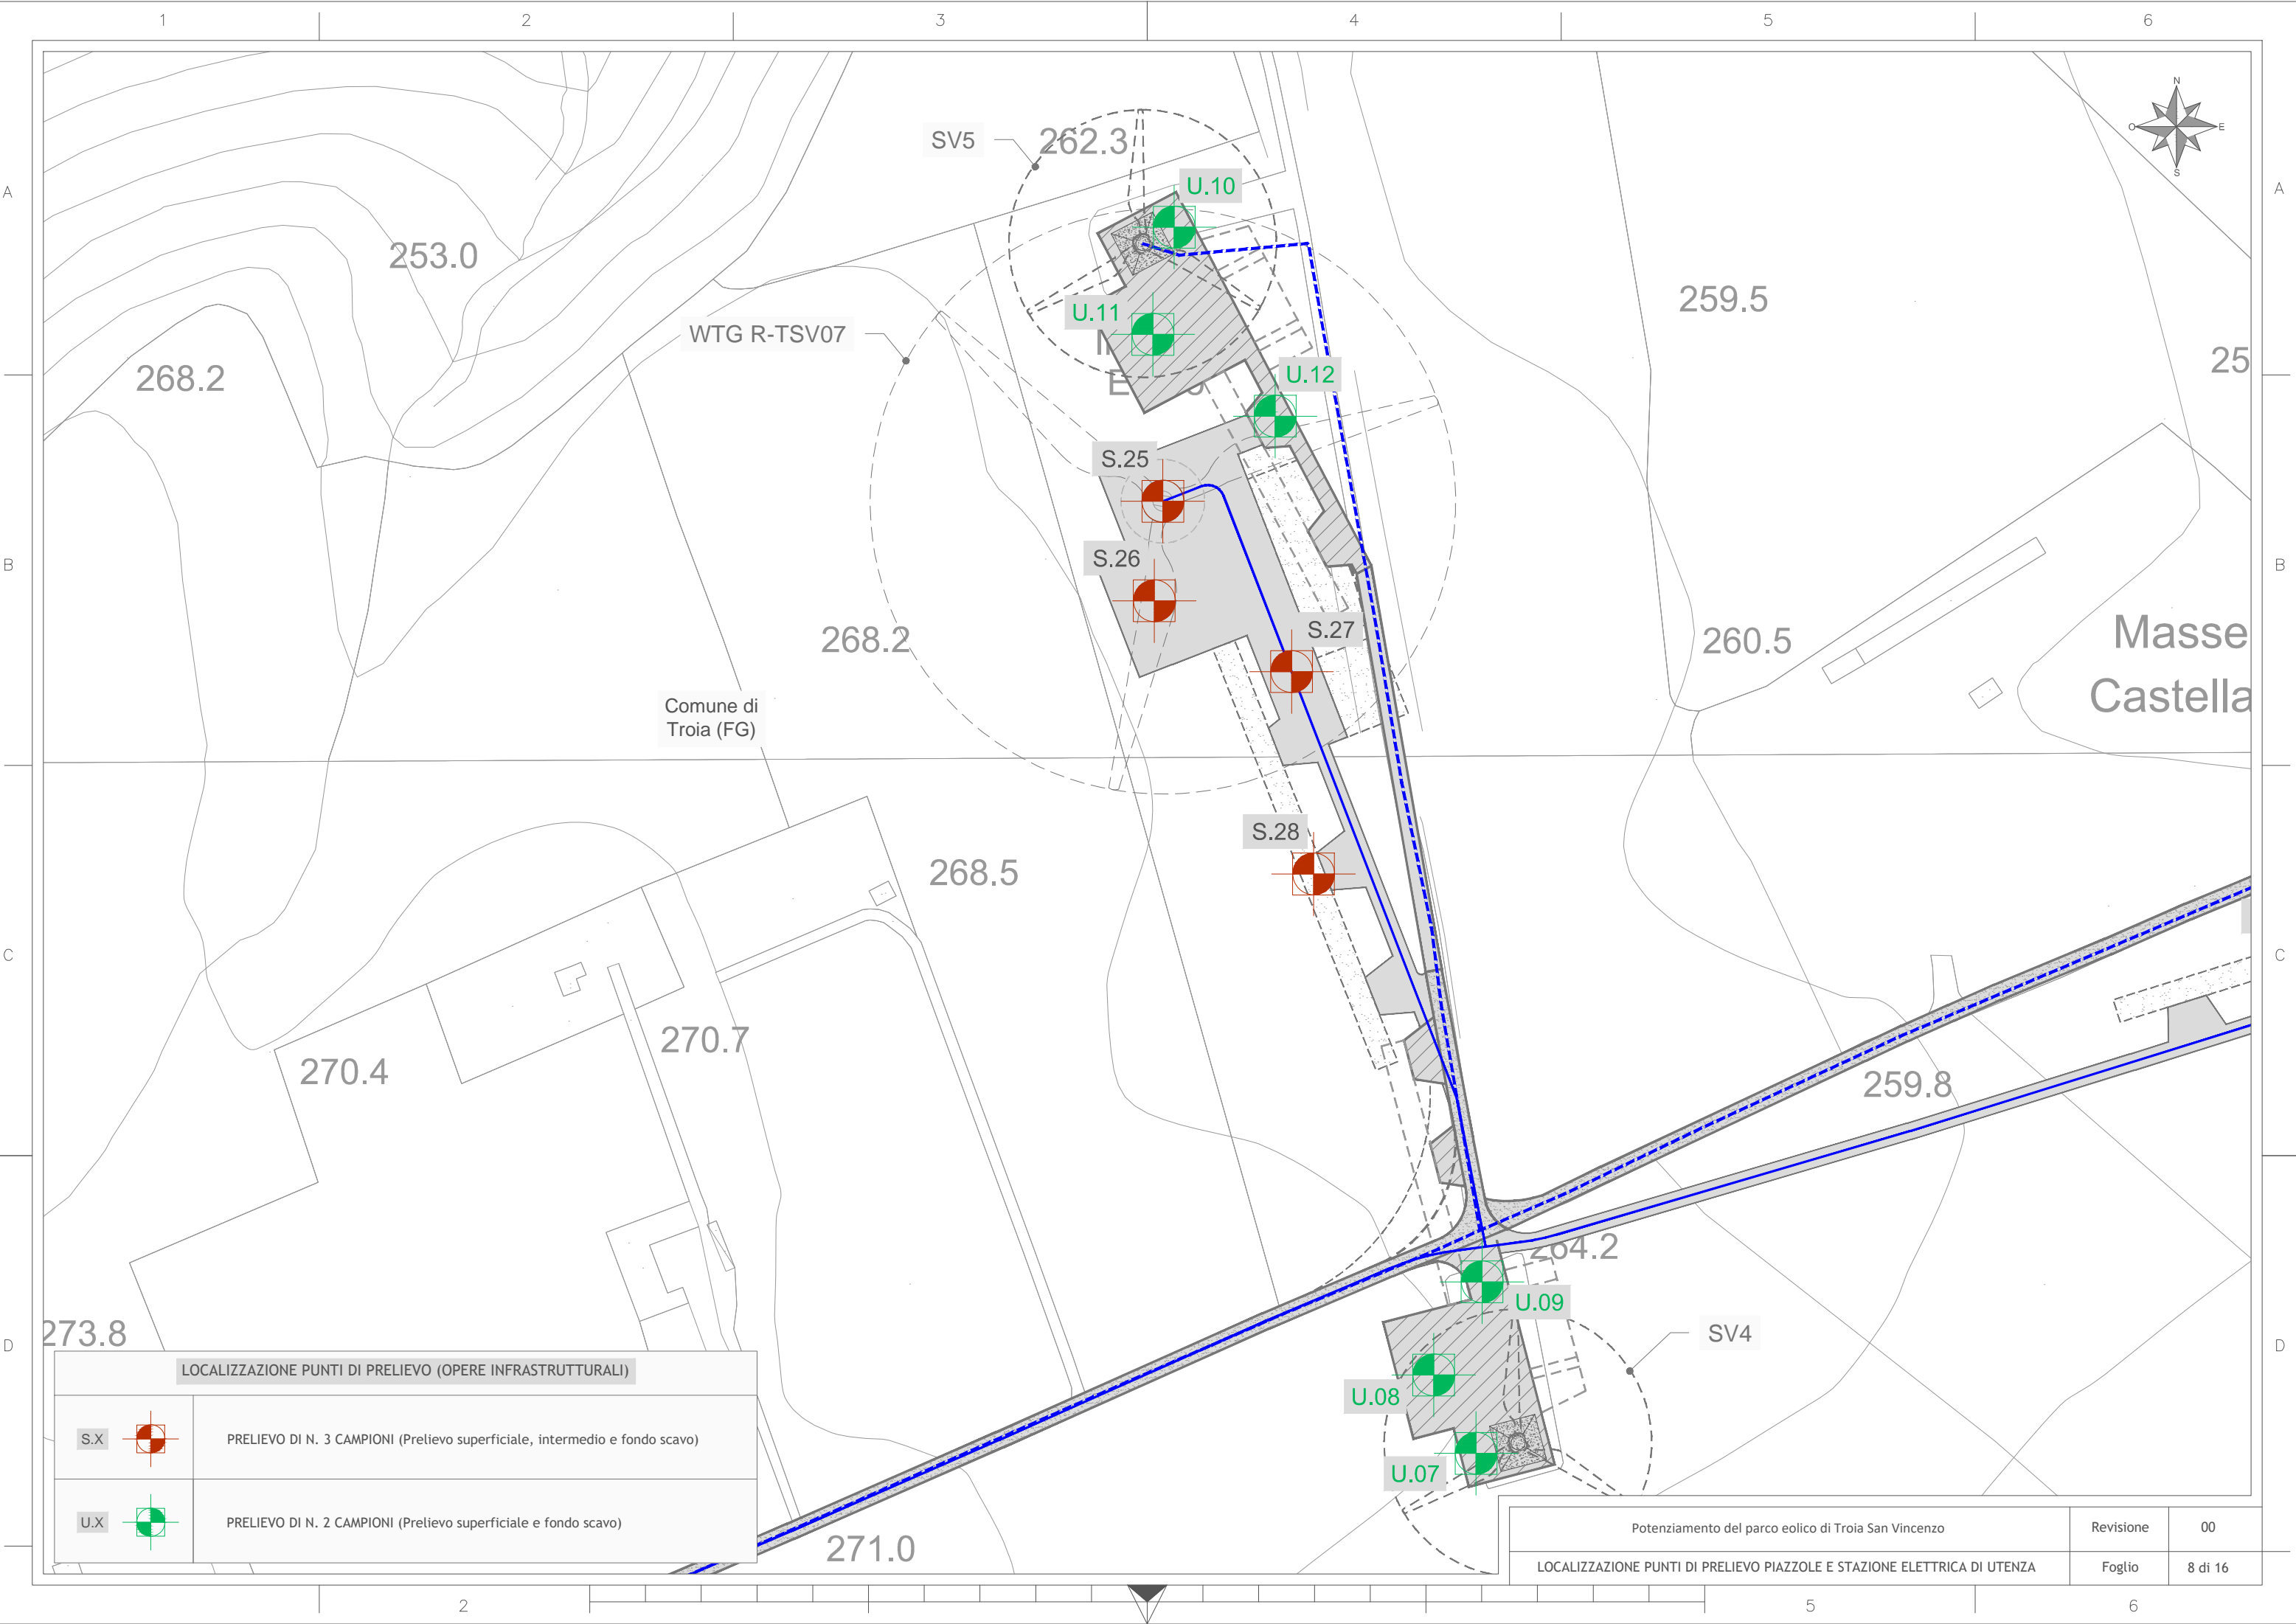 1 2 3 4 5 6
N
O E
S
SV5
262.3
U.10
A A
253.0
U.11
259.5
WTG R-TSV07
25
268.2
U.12
S.25
S.26
B B
S.27
268.2
260.5
Masse
Castella
Comune di
Troia (FG)
S.28
268.5
C C
270.7
270.4
259.8
264.2
U.09
273.8
SV4
D D
U.08
U.07
271.0
LOCALIZZAZIONE PUNTI DI PRELIEVO (OPERE INFRASTRUTTURALI)
S.X PRELIEVO DI N. 3 CAMPIONI (Prelievo superficiale, intermedio e fondo scavo)
U.X PRELIEVO DI N. 2 CAMPIONI (Prelievo superficiale e fondo scavo)
Potenziamento del parco eolico di Troia San Vincenzo Revisione 00
LOCALIZZAZIONE PUNTI DI PRELIEVO PIAZZOLE E STAZIONE ELETTRICA DI UTENZA Foglio 8 di 16
2 5 6